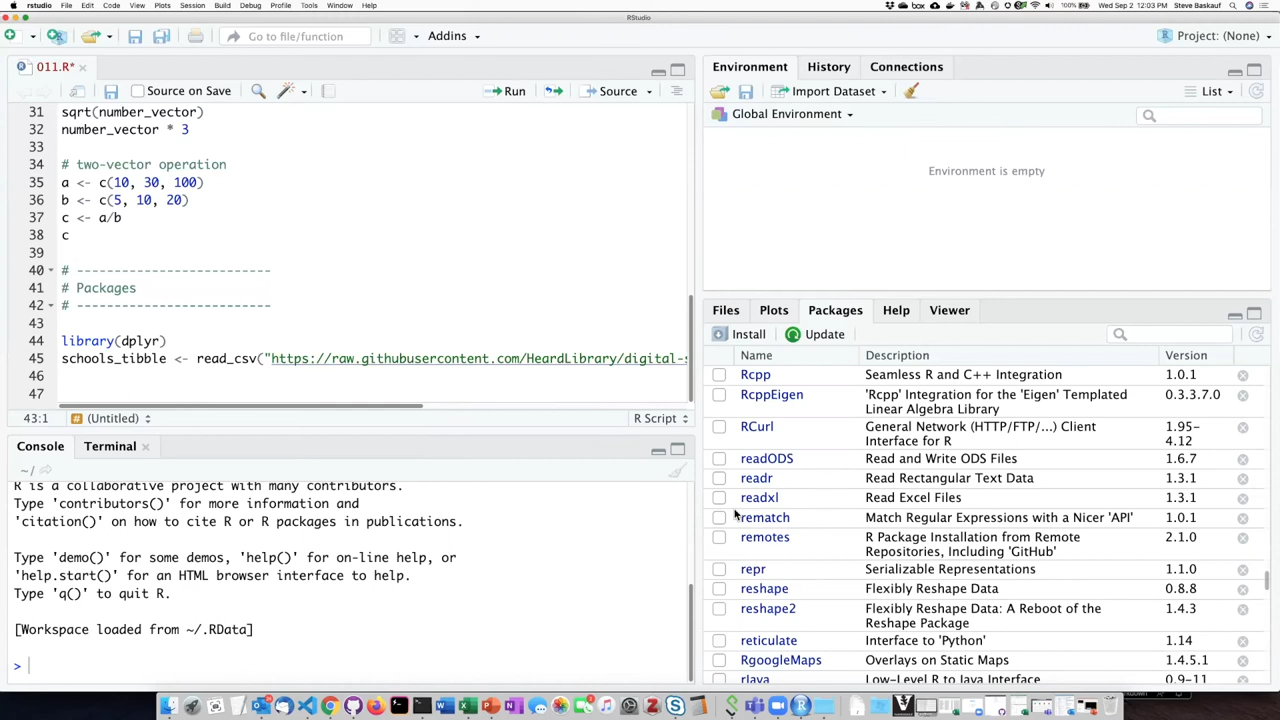 rstudio File Edit Code View Plots Session Build Debug Profile Tools Window Help
box 100% Wed Sep 2 12:03 PM Steve Baskauf
RStudio
Go to file/function Addins Project: (None)
011.R*
Source on Save Run Source
31 sqrt(number_vector)
32 number_vector * 3
33
34 # two-vector operation
35 a <- c(10, 30, 100)
36 b <- c(5, 10, 20)
37 c <- a/b
38 c
39
40 # --------------------------
41 # Packages
42 # --------------------------
43
44 library(dplyr)
45 schools_tibble <- read_csv("https://raw.githubusercontent.com/HeardLibrary/digital-s
46
47
43:1 (Untitled) R Script
Console Terminal
~/
R is a collaborative project with many contributors.
Type 'contributors()' for more information and
'citation()' on how to cite R or R packages in publications.
Type 'demo()' for some demos, 'help()' for on-line help, or
'help.start()' for an HTML browser interface to help.
Type 'q()' to quit R.
[Workspace loaded from ~/.RData]
>
Environment History Connections
Import Dataset List
Global Environment
Environment is empty
Files Plots Packages Help Viewer
Install Update
Name Description Version
Rcpp Seamless R and C++ Integration 1.0.1
RcppEigen 'Rcpp' Integration for the 'Eigen' Templated 0.3.3.7.0
Linear Algebra Library
RCurl General Network (HTTP/FTP/...) Client 1.95-
Interface for R 4.12
readODS Read and Write ODS Files 1.6.7
readr Read Rectangular Text Data 1.3.1
readxl Read Excel Files 1.3.1
rematch Match Regular Expressions with a Nicer 'API' 1.0.1
remotes R Package Installation from Remote 2.1.0
Repositories, Including 'GitHub'
repr Serializable Representations 1.1.0
reshape Flexibly Reshape Data 0.8.8
reshape2 Flexibly Reshape Data: A Reboot of the 1.4.3
Reshape Package
reticulate Interface to 'Python' 1.14
RgoogleMaps Overlays on Static Maps 1.4.5.1
rJava Low-Level R to Java Interface 0.9-11